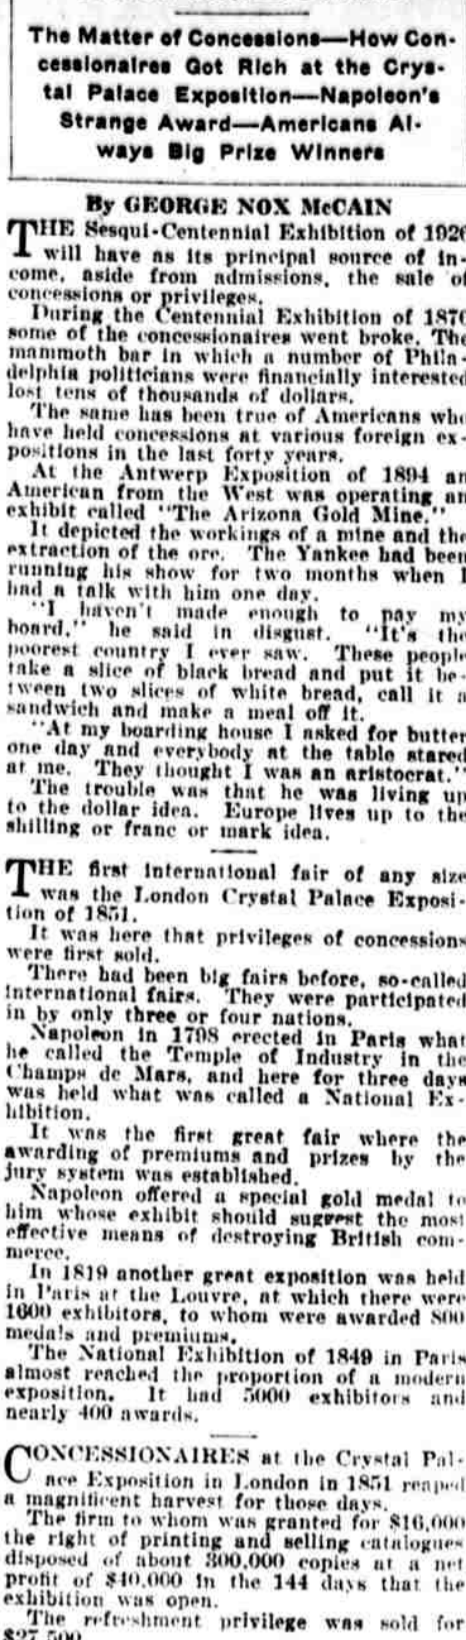 The Matter of Concessions—How Con-
cessionaires Got Rich at the Crys-
tal Palace Exposition—Napoleon's
Strange Award—Americans Al-
ways Big Prize Winners
By GEORGE NOX McCAIN
THE Sesqui-Centennial Exhibition of 1926
will have as its principal source of in-
come, aside from admissions, the sale of
concessions or privileges.
During the Centennial Exhibition of 1876
some of the concessionaires went broke. The
mammoth bar in which a number of Phila-
delphia politicians were financially interested
lost tens of thousands of dollars.
The same has been true of Americans who
have held concessions at various foreign ex-
positions in the last forty years.
At the Antwerp Exposition of 1894 an
American from the West was operating an
exhibit called "The Arizona Gold Mine."
It depicted the workings of a mine and the
extraction of the ore. The Yankee had been
running his show for two months when I
had a talk with him one day.
"I haven't made enough to pay my
board," he said in disgust. "It's the
poorest country I ever saw. These people
take a slice of black bread and put it be-
tween two slices of white bread, call it a
sandwich and make a meal off it.
"At my boarding house I asked for butter
one day and everybody at the table stared
at me. They thought I was an aristocrat."
The trouble was that he was living up
to the dollar idea. Europe lives up to the
shilling or franc or mark idea.
THE first international fair of any size
was the London Crystal Palace Exposi-
tion of 1851.
It was here that privileges of concessions
were first sold.
There had been big fairs before, so-called
international fairs. They were participated
in by only three or four nations.
Napoleon in 1798 erected in Paris what
he called the Temple of Industry in the
Champs de Mars, and here for three days
was held what was called a National Ex-
hibition.
It was the first great fair where the
awarding of premiums and prizes by the
jury system was established.
Napoleon offered a special gold medal to
him whose exhibit should suggest the most
effective means of destroying British com-
merce.
In 1819 another great exposition was held
in Paris at the Louvre, at which there were
1600 exhibitors, to whom were awarded 800
medals and premiums.
The National Exhibition of 1849 in Paris
almost reached the proportion of a modern
exposition. It had 5000 exhibitors and
nearly 400 awards.
CONCESSIONAIRES at the Crystal Pal-
ace Exposition in London in 1851 reaped
a magnificent harvest for those days.
The firm to whom was granted for $16,000
the right of printing and selling catalogues
disposed of about 300,000 copies at a net
profit of $40,000 in the 144 days that the
exhibition was open.
The refreshment privilege was sold for
$27,500